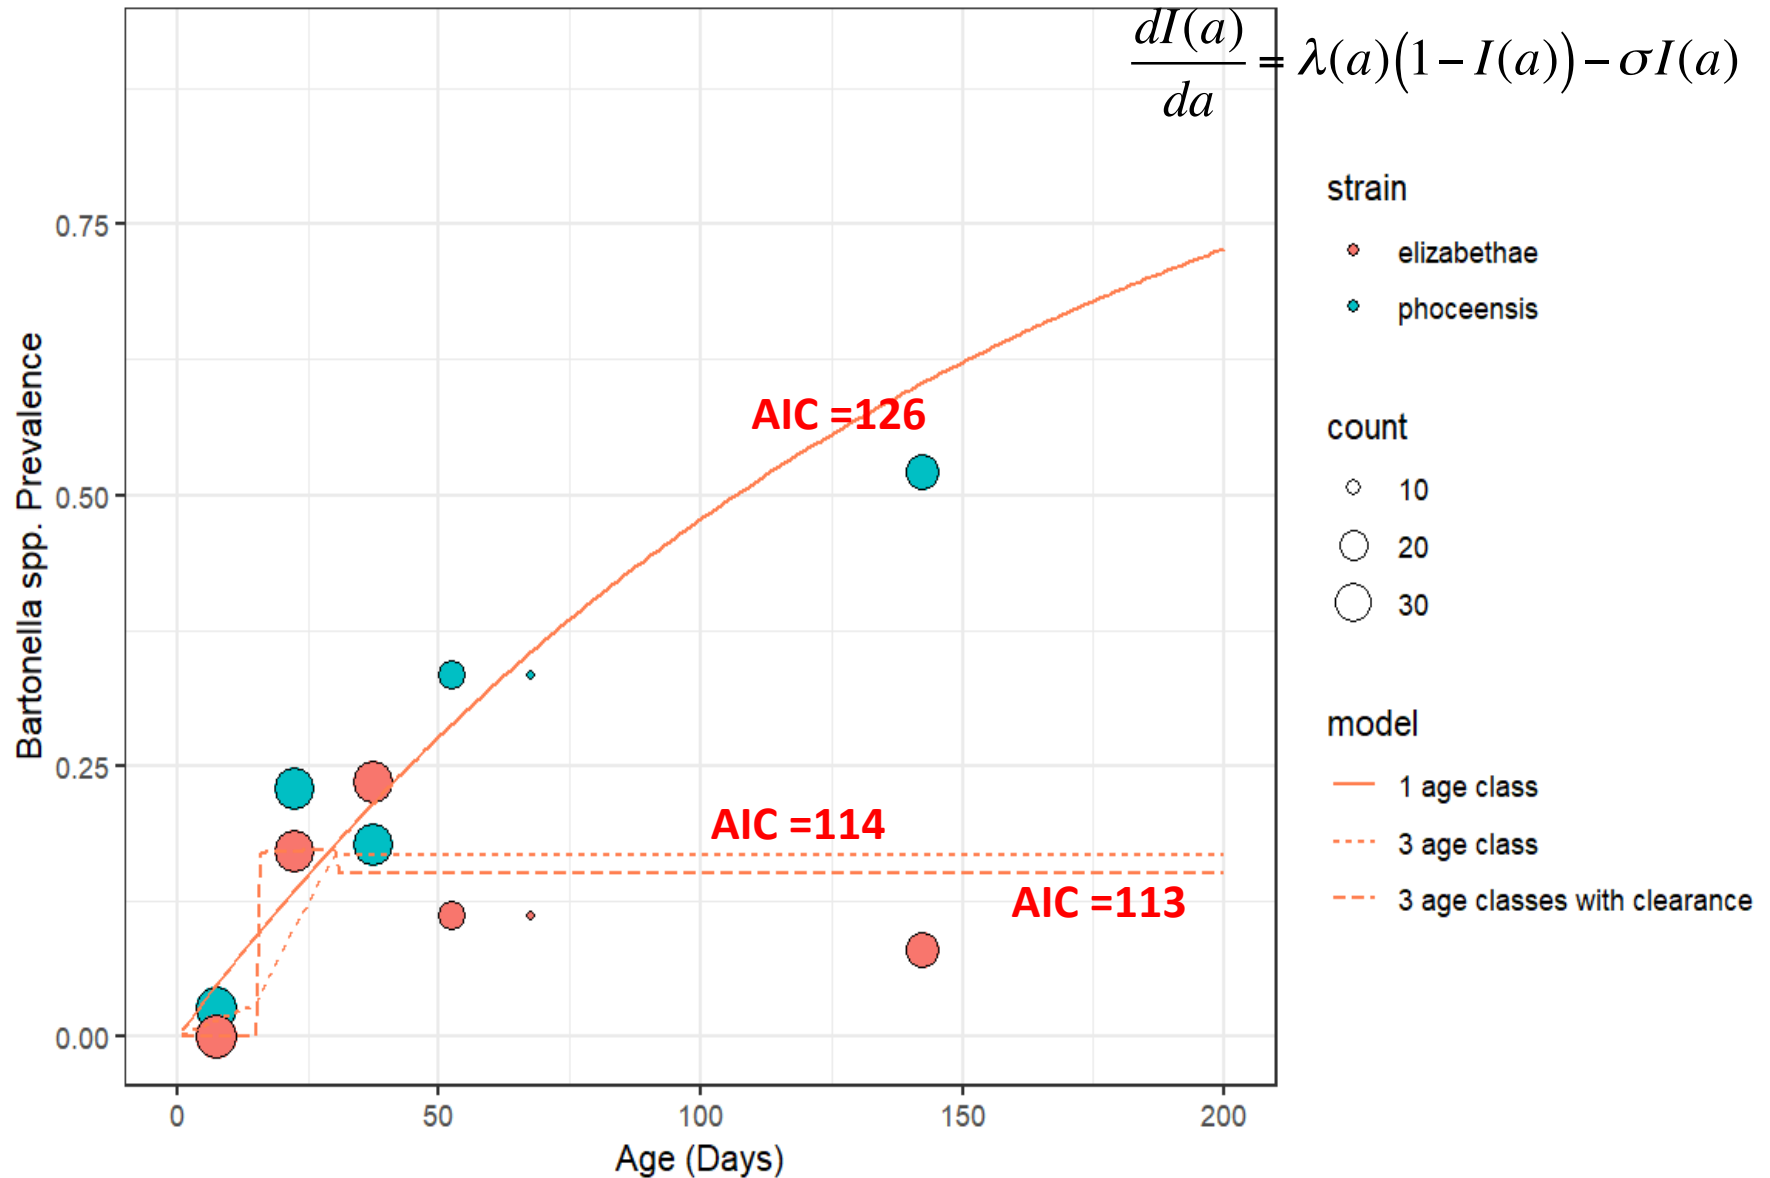 dI(a)/da = λ(a)(1−I(a))−σI(a)
strain
elizabethae
phoceensis
count
10
20
30
model
1 age class
3 age class
3 age classes with clearance
Bartonella spp. Prevalence
0.75
0.50
0.25
0.00
AIC =126
AIC =114
AIC =113
0 50 100 150 200
Age (Days)